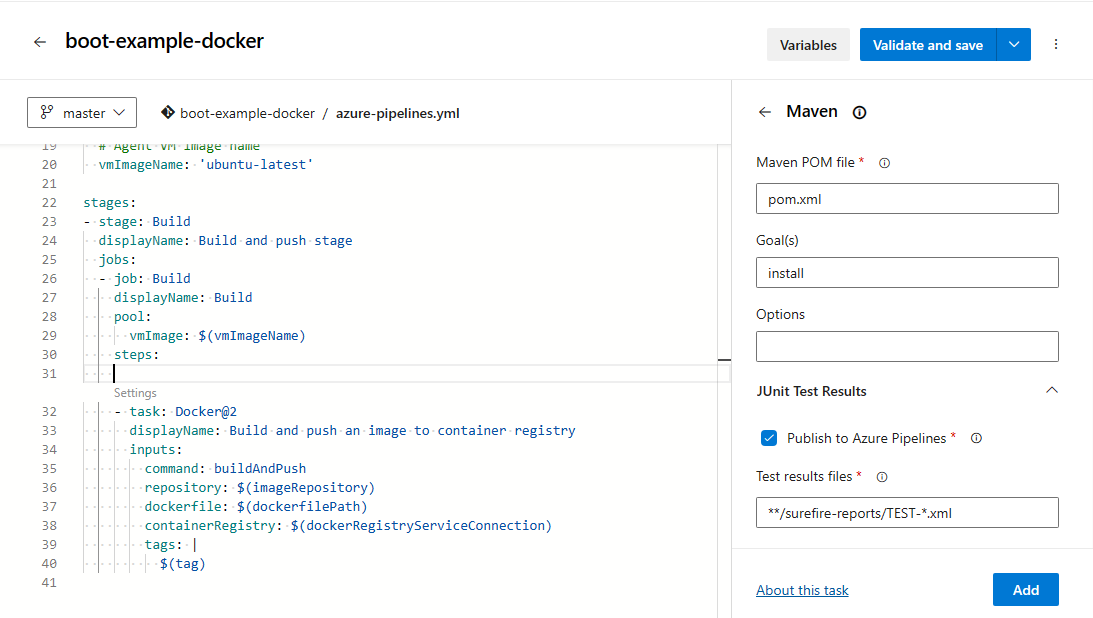 boot-example-docker
Variables
Validate and save
master
boot-example-docker / azure-pipelines.yml
19 # Agent VM image name
20 vmImageName: 'ubuntu-latest'
21
22 stages:
23 - stage: Build
24 displayName: Build and push stage
25 jobs:
26 - job: Build
27 displayName: Build
28 pool:
29 vmImage: $(vmImageName)
30 steps:
31
Settings
32 - task: Docker@2
33 displayName: Build and push an image to container registry
34 inputs:
35 command: buildAndPush
36 repository: $(imageRepository)
37 dockerfile: $(dockerfilePath)
38 containerRegistry: $(dockerRegistryServiceConnection)
39 tags: |
40 $(tag)
41
Maven
Maven POM file *
pom.xml
Goal(s)
install
Options
JUnit Test Results
Publish to Azure Pipelines *
Test results files *
**/surefire-reports/TEST-*.xml
About this task
Add